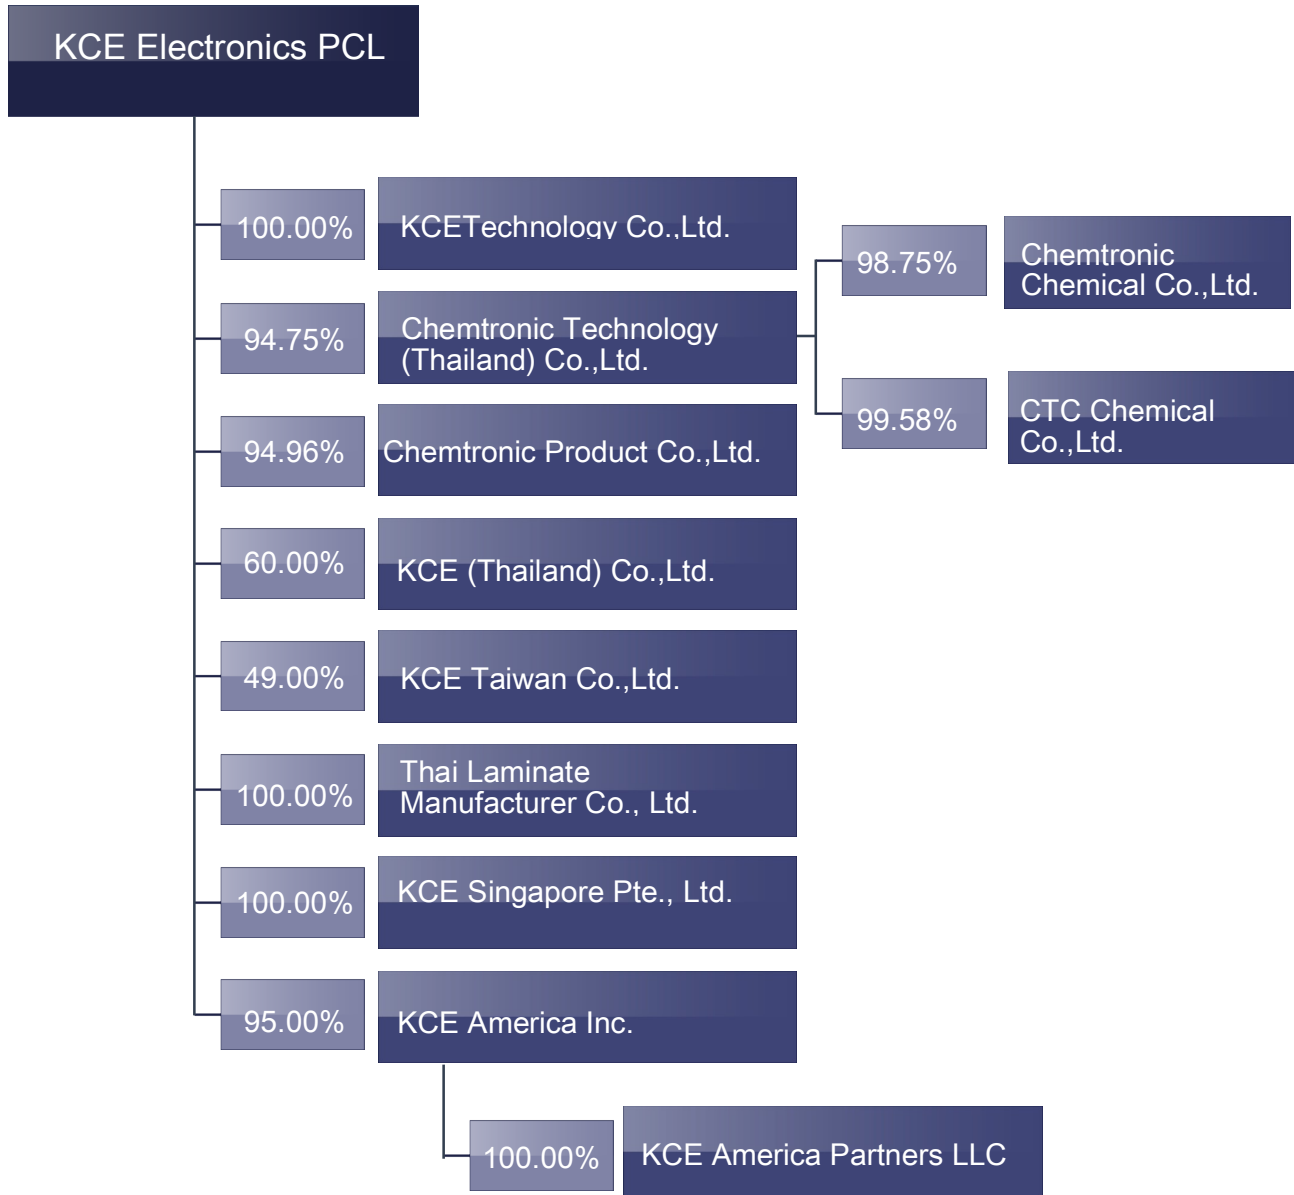 KCE Electronics PCL
100.00%
KCETechnology Co.,Ltd.
94.75%
Chemtronic Technology
(Thailand) Co.,Ltd.
98.75%
Chemtronic
Chemical Co.,Ltd.
99.58%
CTC Chemical
Co.,Ltd.
94.96%
Chemtronic Product Co.,Ltd.
60.00%
KCE (Thailand) Co.,Ltd.
49.00%
KCE Taiwan Co.,Ltd.
100.00%
Thai Laminate
Manufacturer Co., Ltd.
100.00%
KCE Singapore Pte., Ltd.
95.00%
KCE America Inc.
100.00%
KCE America Partners LLC